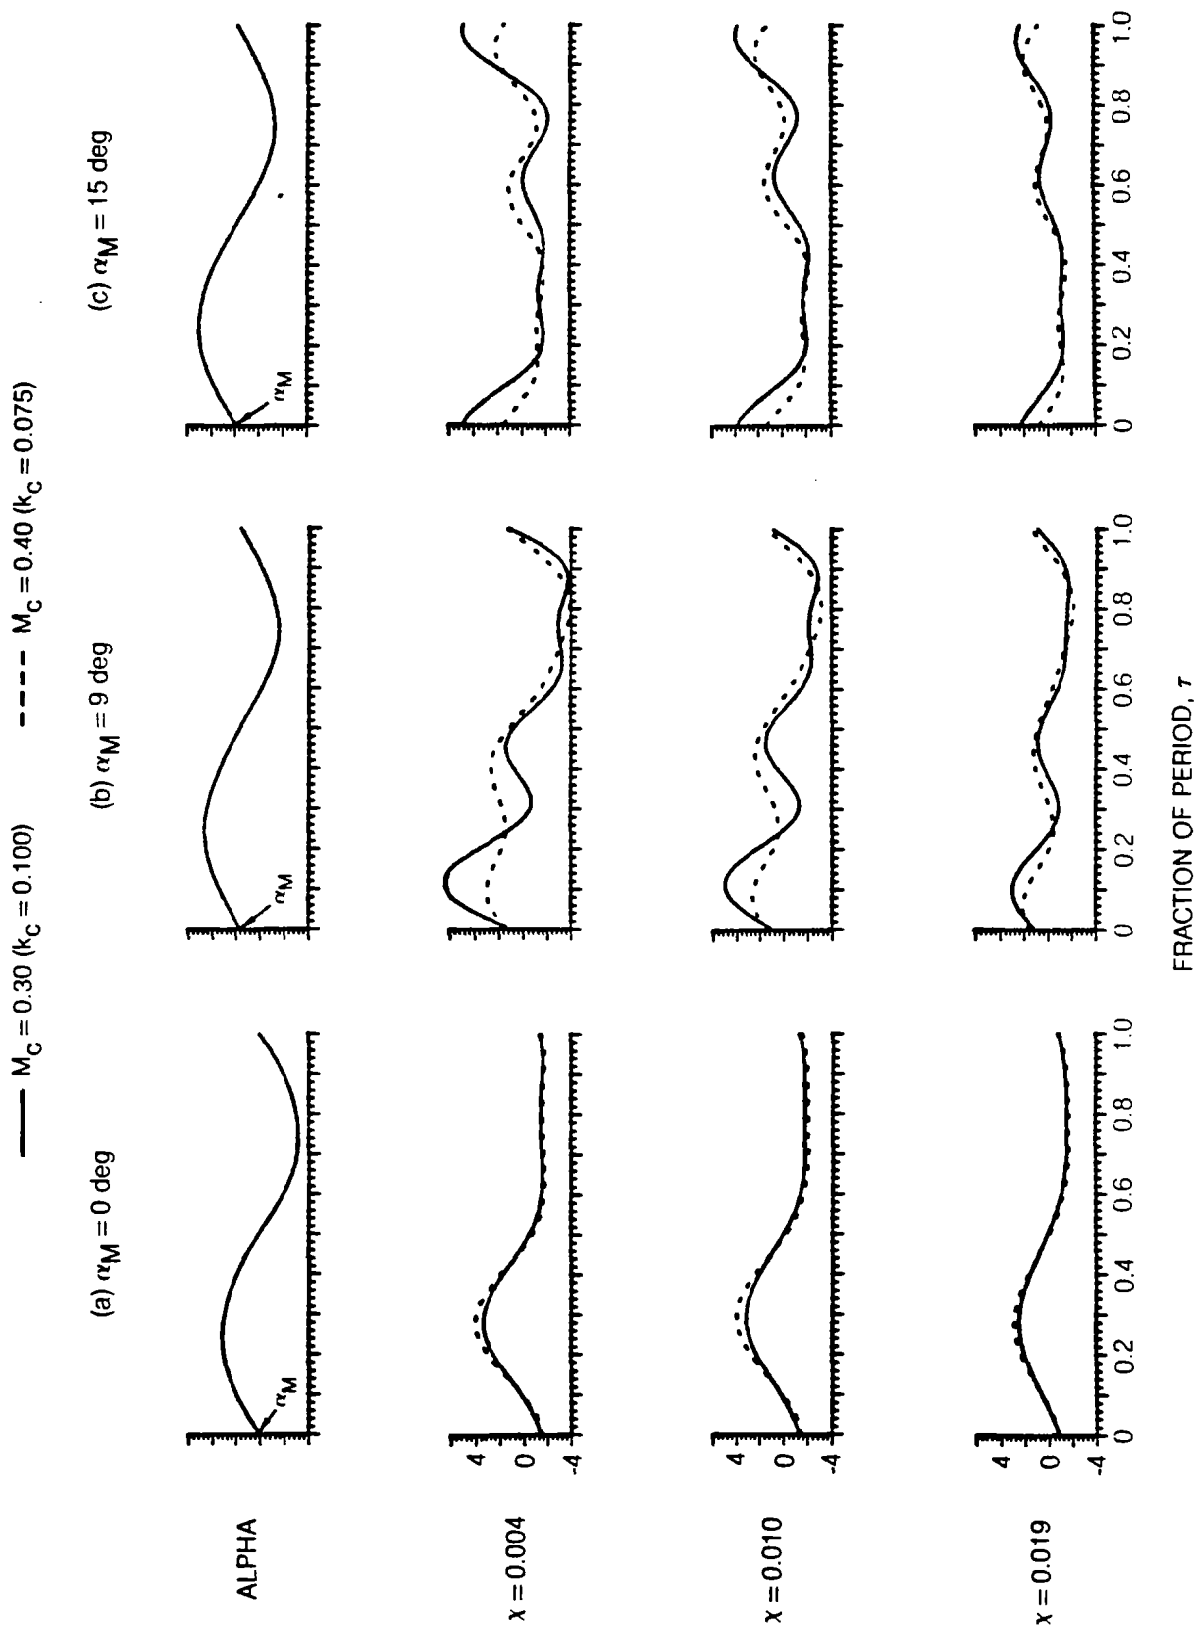 —— M_C = 0.30 (k_C = 0.100) ---- M_C = 0.40 (k_C = 0.075)
(a) α_M = 0 deg
(b) α_M = 9 deg
(c) α_M = 15 deg
ALPHA
α_M
α_M
α_M
χ = 0.004
4
0
-4
χ = 0.010
4
0
-4
χ = 0.019
4
0
-4
0 0.2 0.4 0.6 0.8 1.0
0 0.2 0.4 0.6 0.8 1.0
0 0.2 0.4 0.6 0.8 1.0
FRACTION OF PERIOD, τ